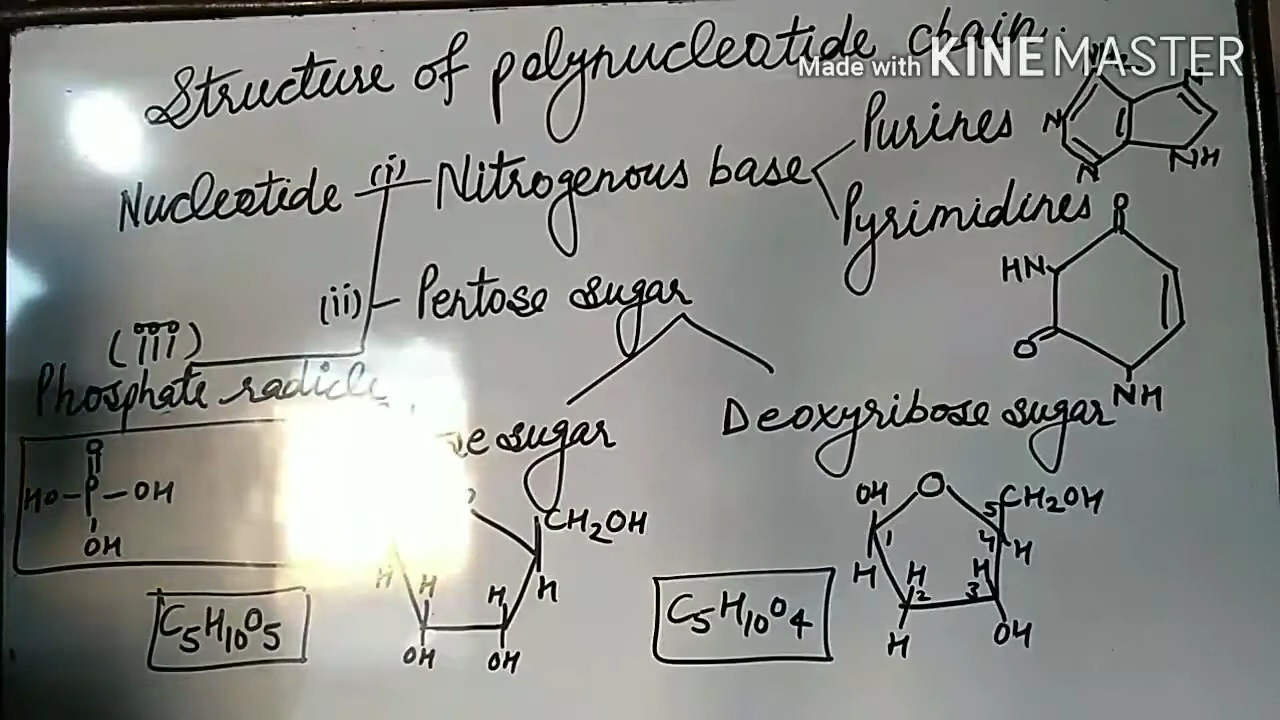 Structure of polynucleotide chain.
Made with KINEMASTER
Nucleotide (i) Nitrogenous base
Purines
N N N NH
Pyrimidines
O
HN
O
NH
(ii) Pentose sugar
(iii)
Phosphate radicle
O
HO-P-OH
OH
sugar
CH2OH
H H H H
OH OH
C5H10O5
Deoxyribose sugar
OH O 5 CH2OH
1 4 H
H H 2 H 3
H OH
C5H10O4